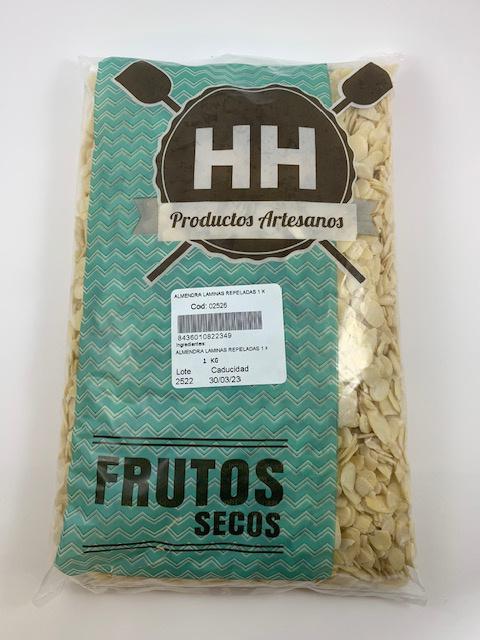 HH
Productos Artesanos
ALMENDRA LAMINAS REPELADAS 1 K
Cod: 02526
8436010822349
Ingredientes:
ALMENDRA LAMINAS REPELADAS 1 K
1 KG
Lote Caducidad
2522 30/03/23
FRUTOS
SECOS